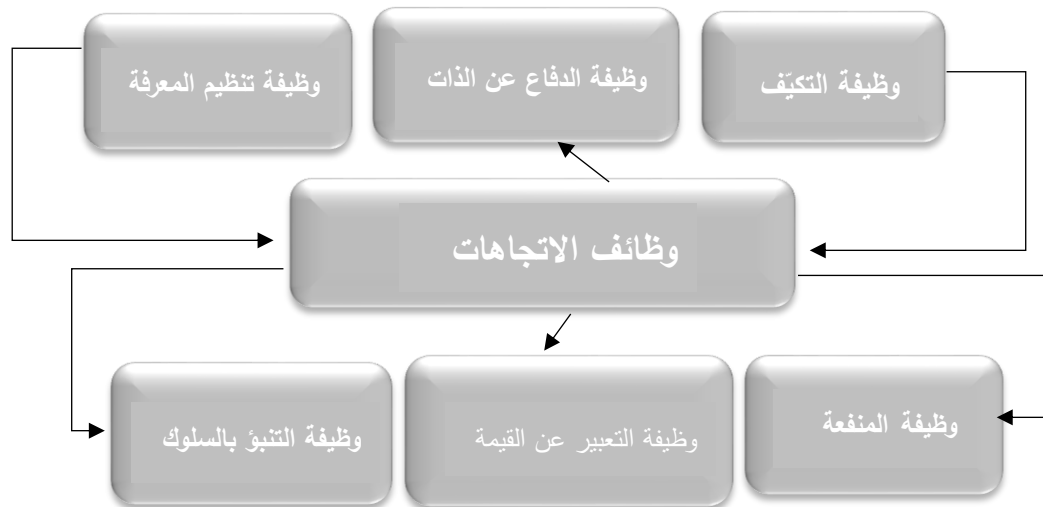 وظيفة التكيّف
وظيفة الدفاع عن الذات
وظيفة تنظيم المعرفة
وظائف الاتجاهات
وظيفة المنفعة
وظيفة التعبير عن القيمة
وظيفة التنبؤ بالسلوك